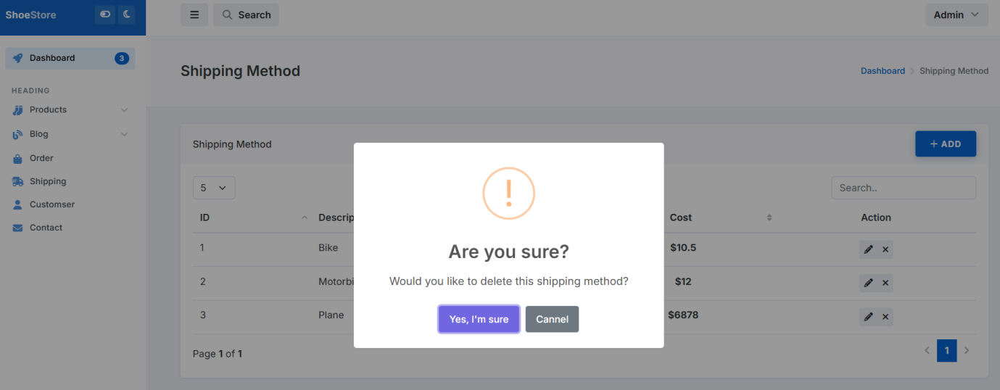 ShoeStore
Search
Admin
Dashboard 3
HEADING
Products
Blog
Order
Shipping
Customser
Contact
Shipping Method
Dashboard > Shipping Method
Shipping Method
+ ADD
5
Search..
ID Descrip Cost Action
1 Bike $10.5
2 Motorbi $12
3 Plane $6878
Page 1 of 1
< 1 >
!
Are you sure?
Would you like to delete this shipping method?
Yes, I'm sure Cannel